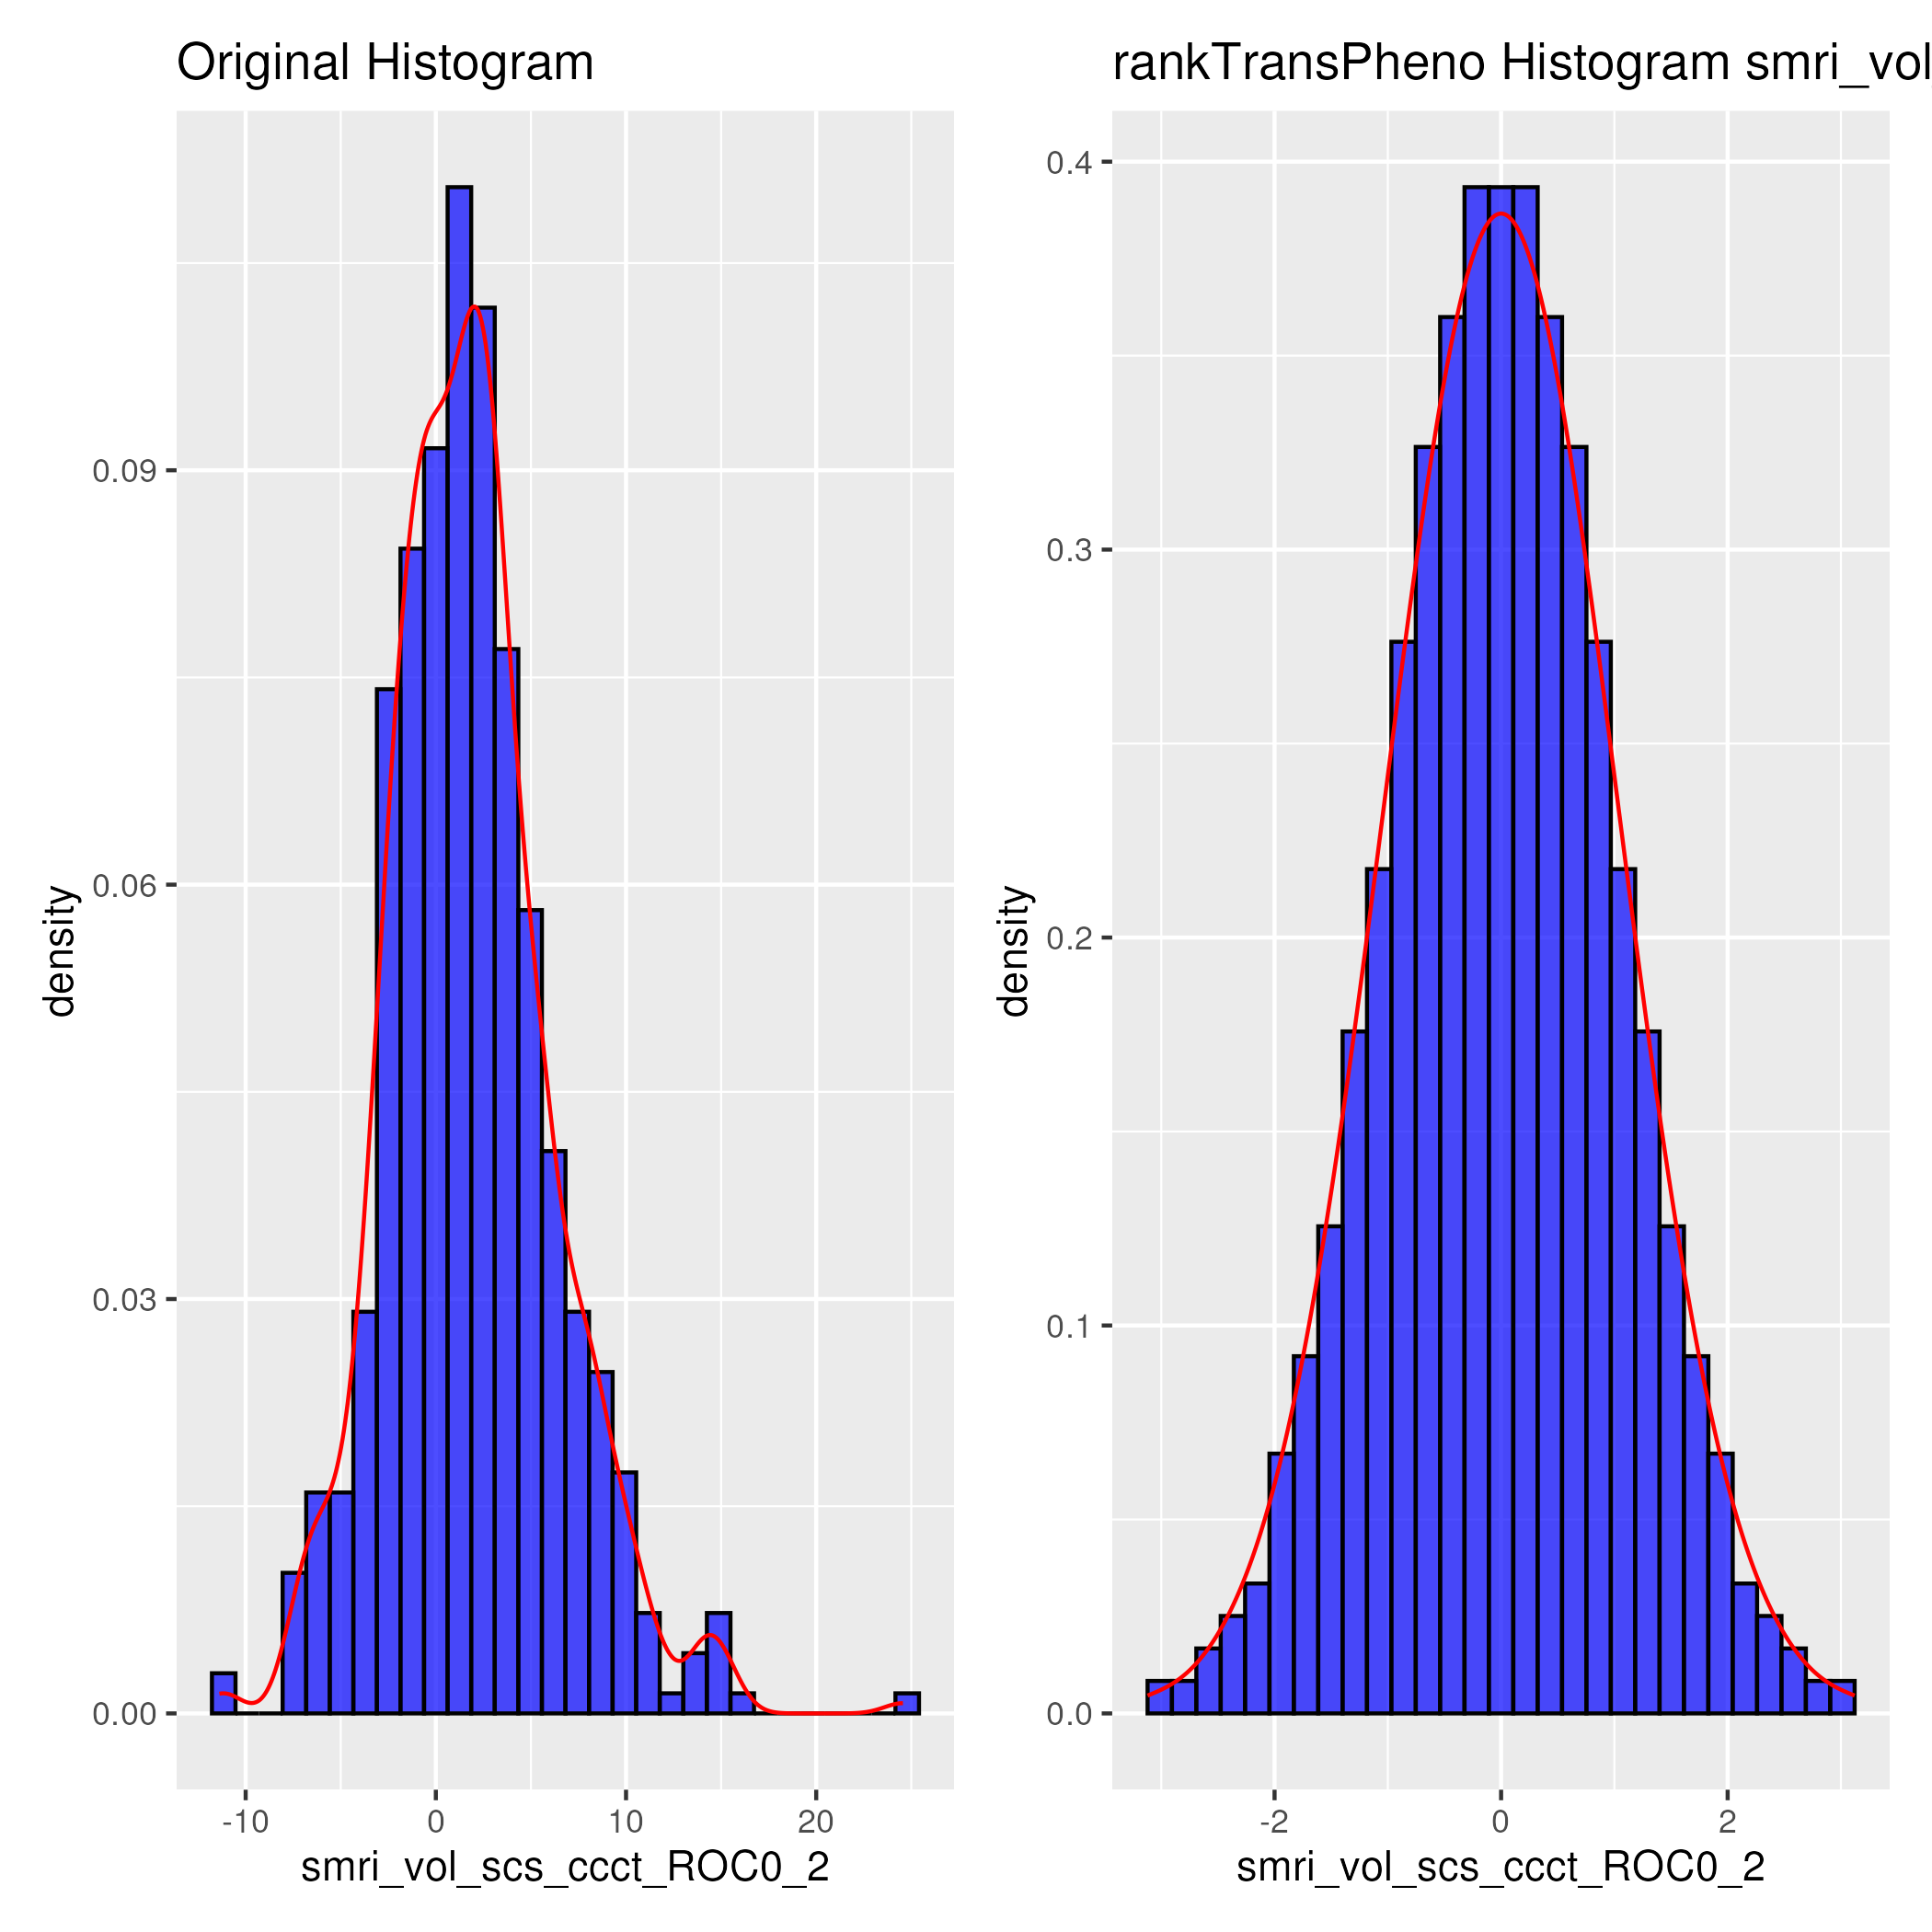 Original Histogram
density
0.09
0.06
0.03
0.00
-10 0 10 20
smri_vol_scs_ccct_ROC0_2
rankTransPheno Histogram smri_vol
density
0.4
0.3
0.2
0.1
0.0
-2 0 2
smri_vol_scs_ccct_ROC0_2